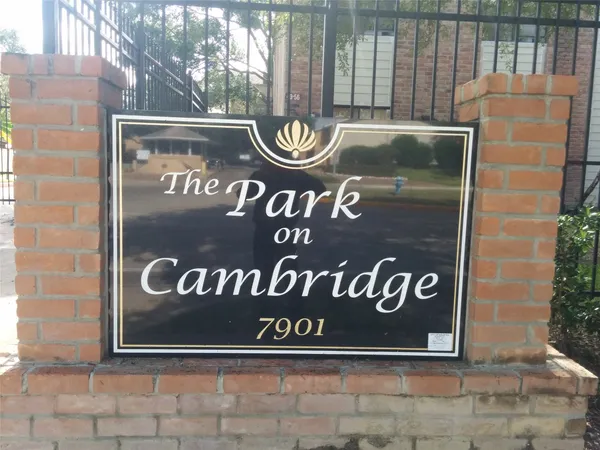 The Park
on
Cambridge
7901